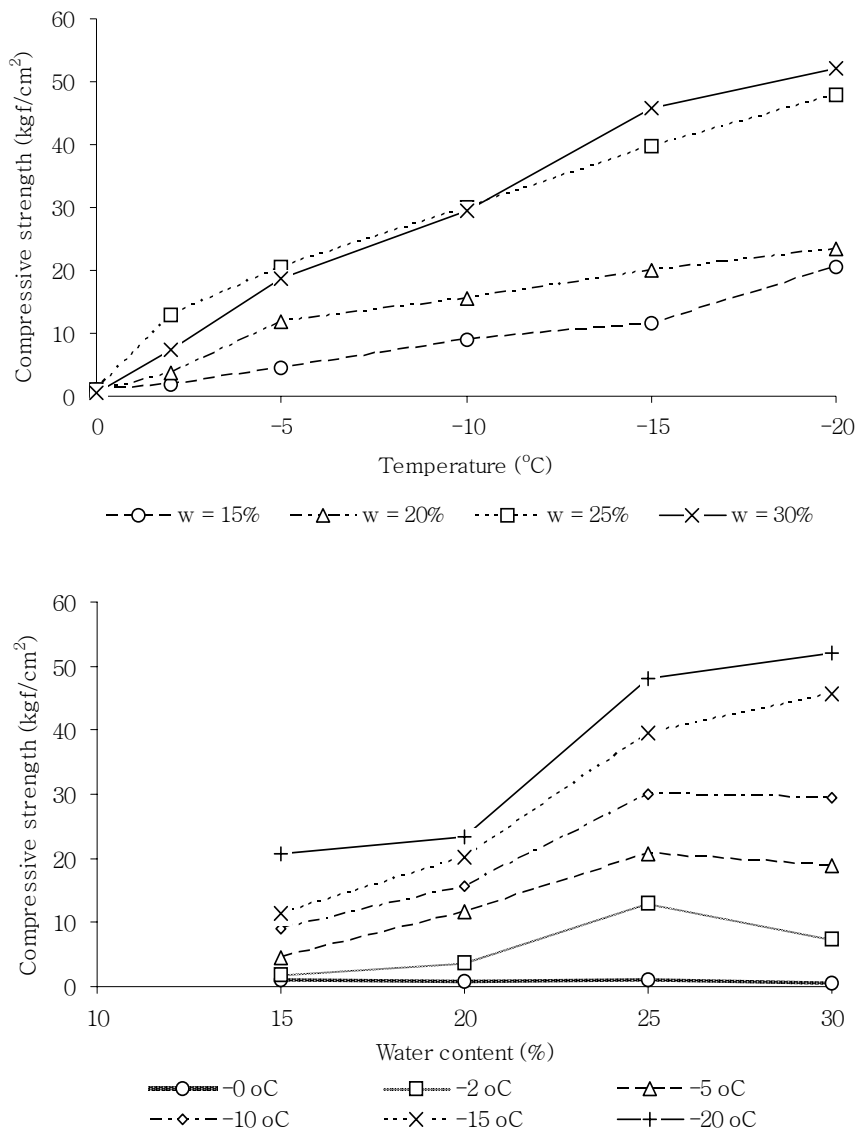 60
50
40
30
20
10
0
Compressive strength (kgf/cm²)
0 -5 -10 -15 -20
Temperature (°C)
w = 15% w = 20% w = 25% w = 30%
60
50
40
30
20
10
0
Compressive strength (kgf/cm²)
10 15 20 25 30
Water content (%)
-0 oC -2 oC -5 oC
-10 oC -15 oC -20 oC